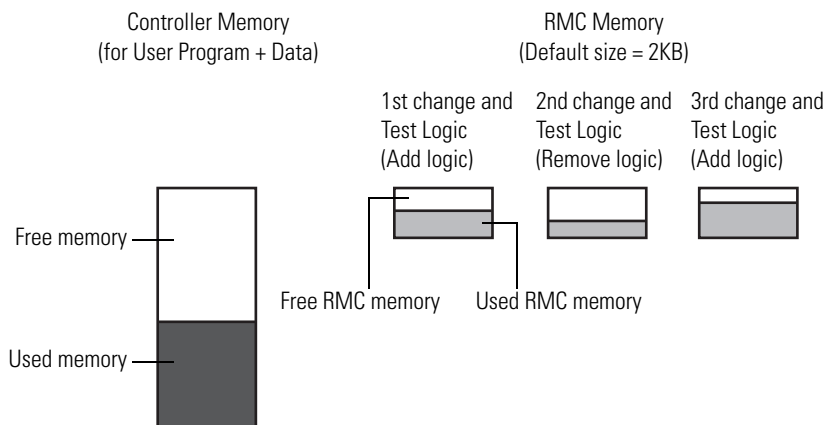 Controller Memory
(for User Program + Data)
RMC Memory
(Default size = 2KB)
1st change and
Test Logic
(Add logic)
2nd change and
Test Logic
(Remove logic)
3rd change and
Test Logic
(Add logic)
Free memory
Free RMC memory
Used RMC memory
Used memory